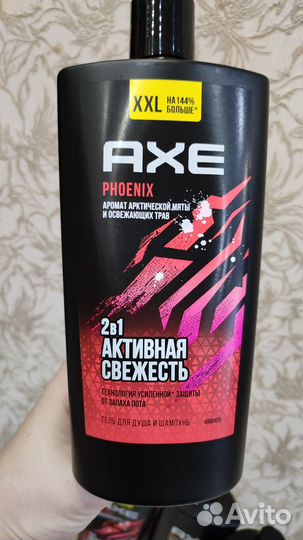 XXL
НА 144%
БОЛЬШЕ^
AXE
PHOENIX
АРОМАТ АРКТИЧЕСКОЙ МЯТЫ
И ОСВЕЖАЮЩИХ ТРАВ
2в1
АКТИВНАЯ
СВЕЖЕСТЬ
ТЕХНОЛОГИЯ УСИЛЕННОЙ* ЗАЩИТЫ
ОТ ЗАПАХА ПОТА
ГЕЛЬ ДЛЯ ДУША И ШАМПУНЬ
Avito